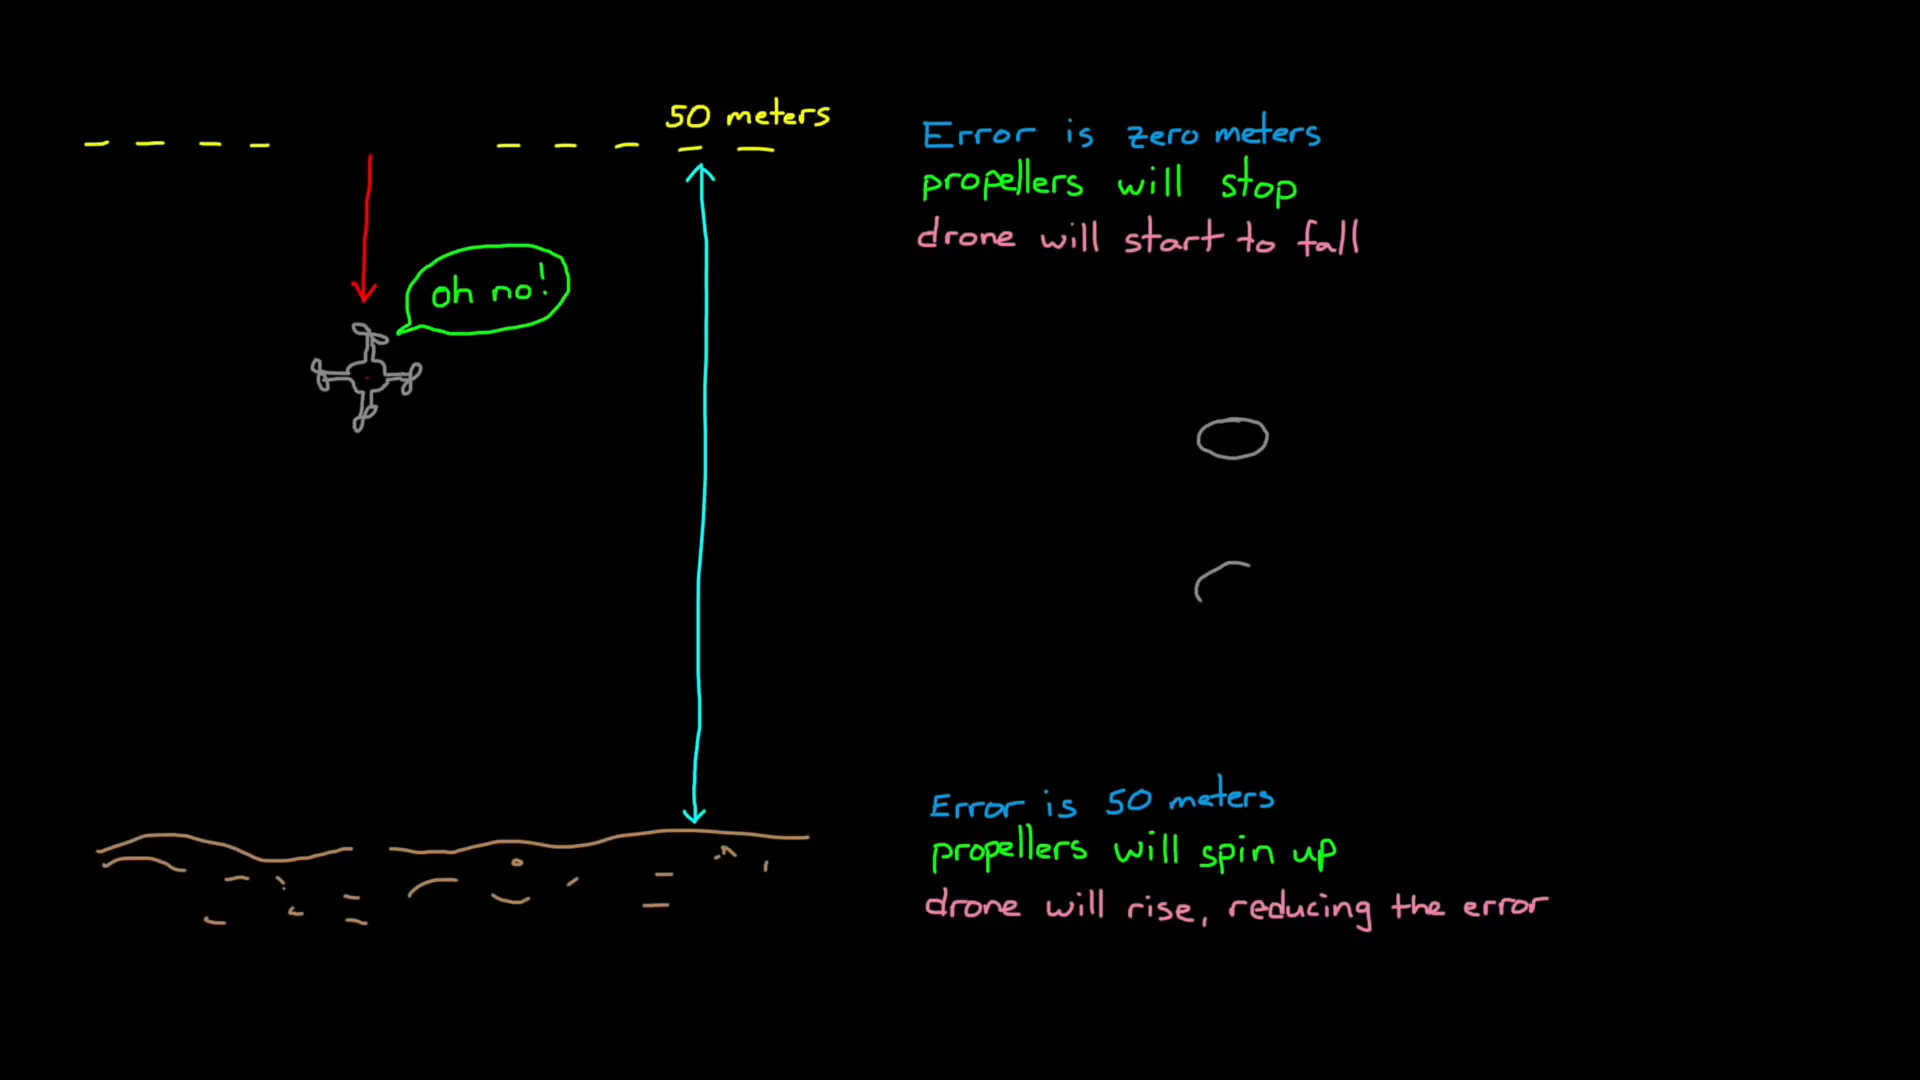 50 meters
Error is zero meters
propellers will stop
drone will start to fall
oh no!
Error is 50 meters
propellers will spin up
drone will rise, reducing the error